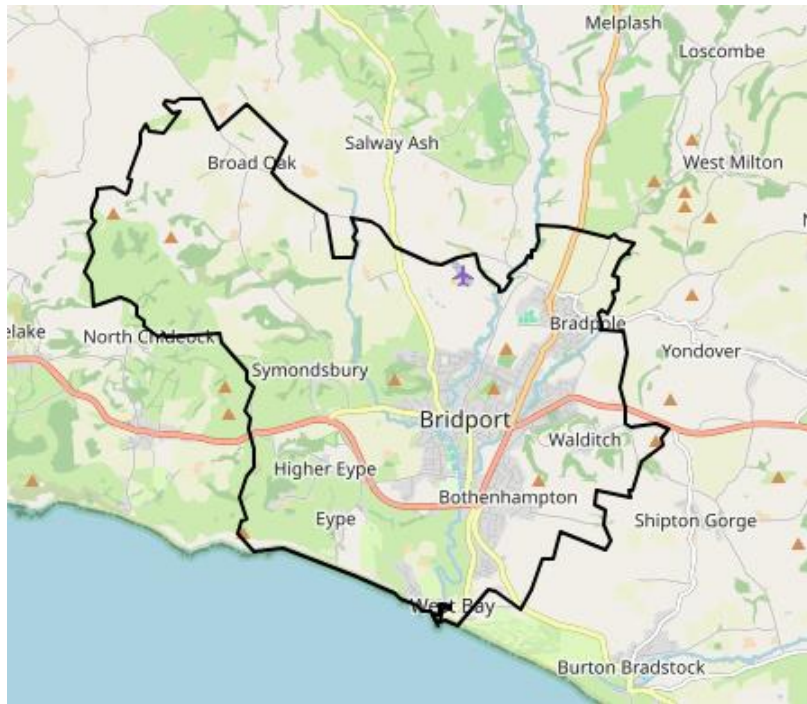 Melplash
Loscombe
Salway Ash
Broad Oak
West Milton
North Chideock
Bradpole
Yondover
Symondsbury
Bridport
Walditch
Higher Eype
Bothenhampton
Eype
Shipton Gorge
West Bay
Burton Bradstock